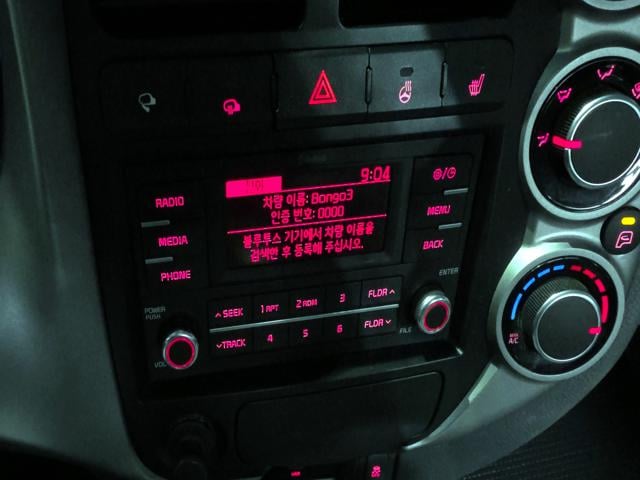 9:04
차량 이름: Bongo3
인증 번호: 0000
블루투스 기기에서 차량 이름을
검색한 후 등록해 주십시오.
RADIO
MEDIA
PHONE
MENU
BACK
POWER
PUSH
VOL
∧ SEEK
1 RPT
2 RDM
3
FLDR ∧
∨ TRACK
4
5
6
FLDR ∨
ENTER
FILE
MAX
A/C